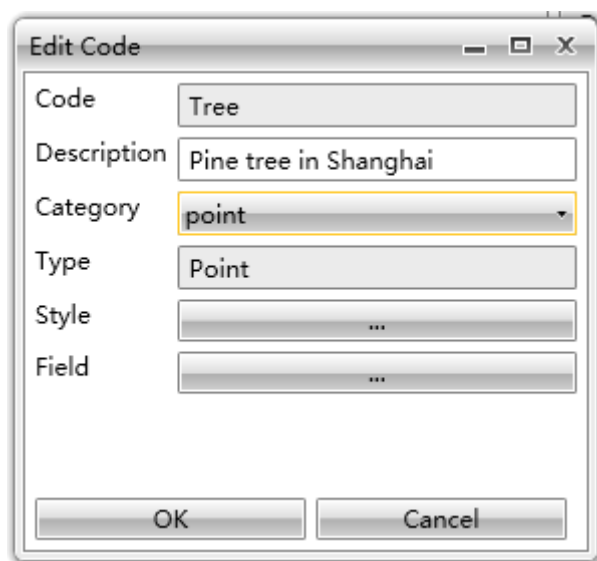 Edit Code
Code Tree
Description Pine tree in Shanghai
Category point
Type Point
Style ...
Field ...
OK Cancel